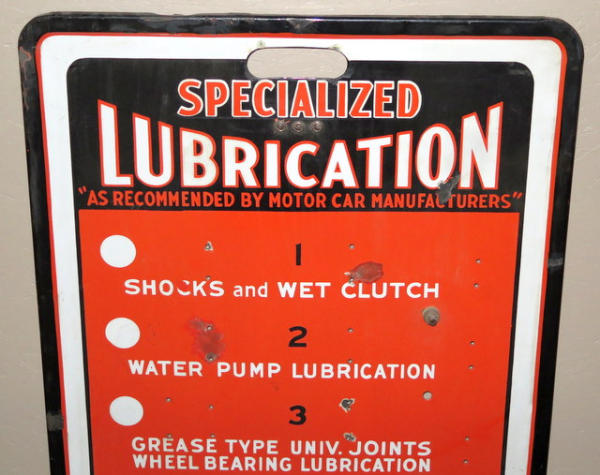 SPECIALIZED
LUBRICATION
"AS RECOMMENDED BY MOTOR CAR MANUFACTURERS"
1
SHOCKS and WET CLUTCH
2
WATER PUMP LUBRICATION
3
GREASE TYPE UNIV. JOINTS
WHEEL BEARING LUBRICATION